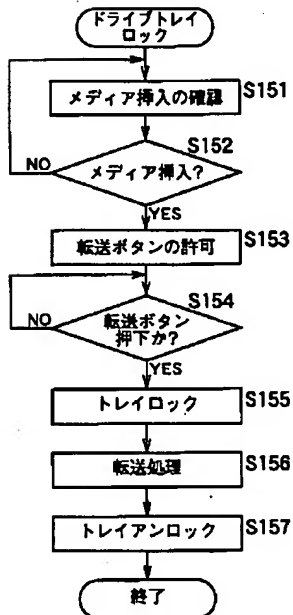 ドライブトレイ
ロック
メディア挿入の確認
S151
S152
メディア挿入?
NO
YES
転送ボタンの許可
S153
S154
転送ボタン
押下か?
NO
YES
トレイロック
S155
転送処理
S156
トレイアンロック
S157
終了